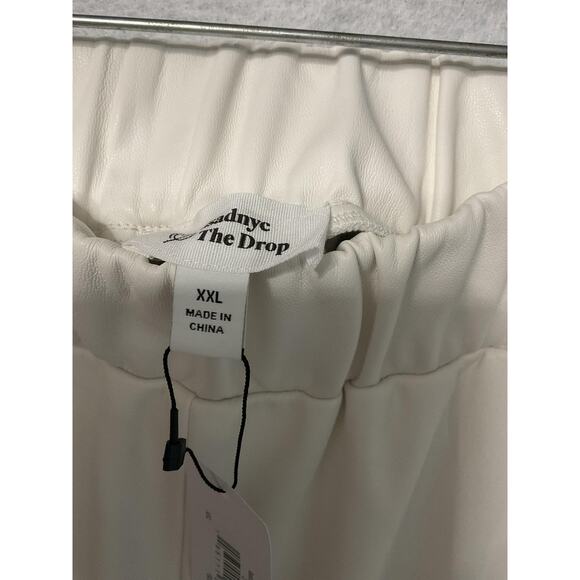 The Drop
XXL
MADE IN
CHINA